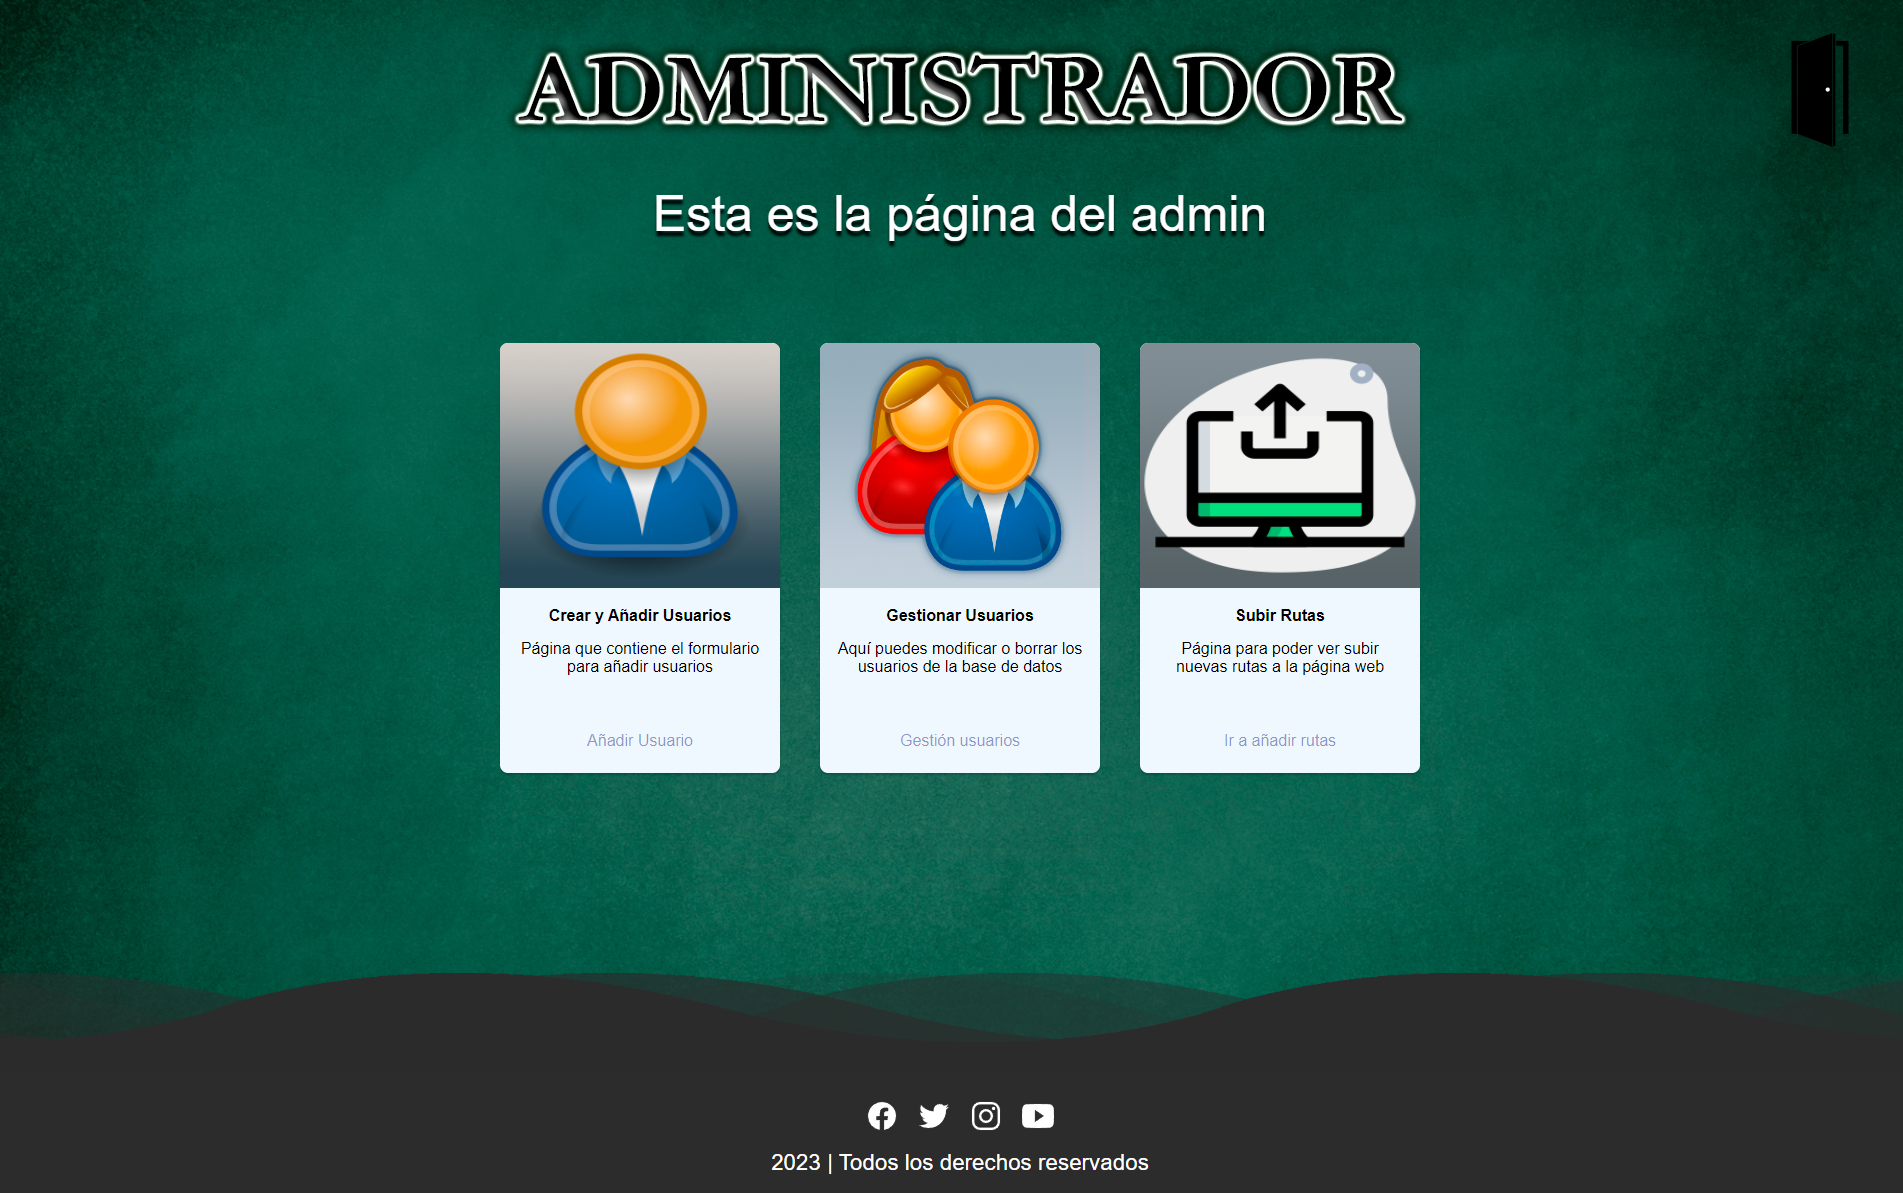 ADMINISTRADOR
Esta es la página del admin
Crear y Añadir Usuarios
Página que contiene el formulario
para añadir usuarios
Añadir Usuario
Gestionar Usuarios
Aquí puedes modificar o borrar los
usuarios de la base de datos
Gestión usuarios
Subir Rutas
Página para poder ver subir
nuevas rutas a la página web
Ir a añadir rutas
2023 | Todos los derechos reservados